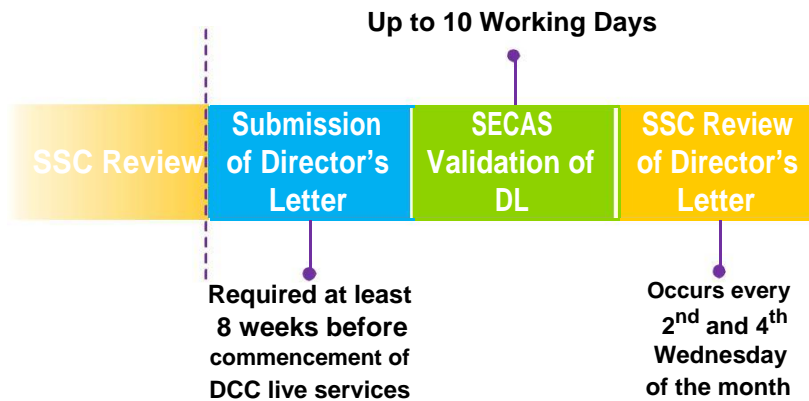 Up to 10 Working Days
SSC Review
Submission
of Director's
Letter
SECAS
Validation of
DL
SSC Review
of Director's
Letter
Required at least
8 weeks before
commencement of
DCC live services
Occurs every
2nd and 4th
Wednesday
of the month